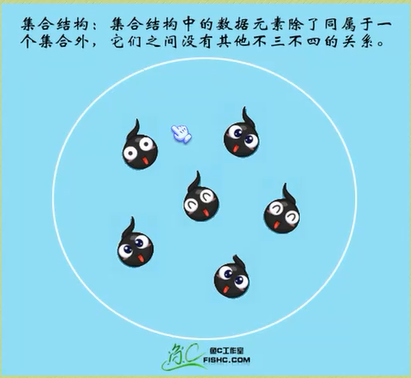 集合结构：集合结构中的数据元素除了同属于一
个集合外，它们之间没有其他不三不四的关系。
鱼C工作室
FISHC.COM